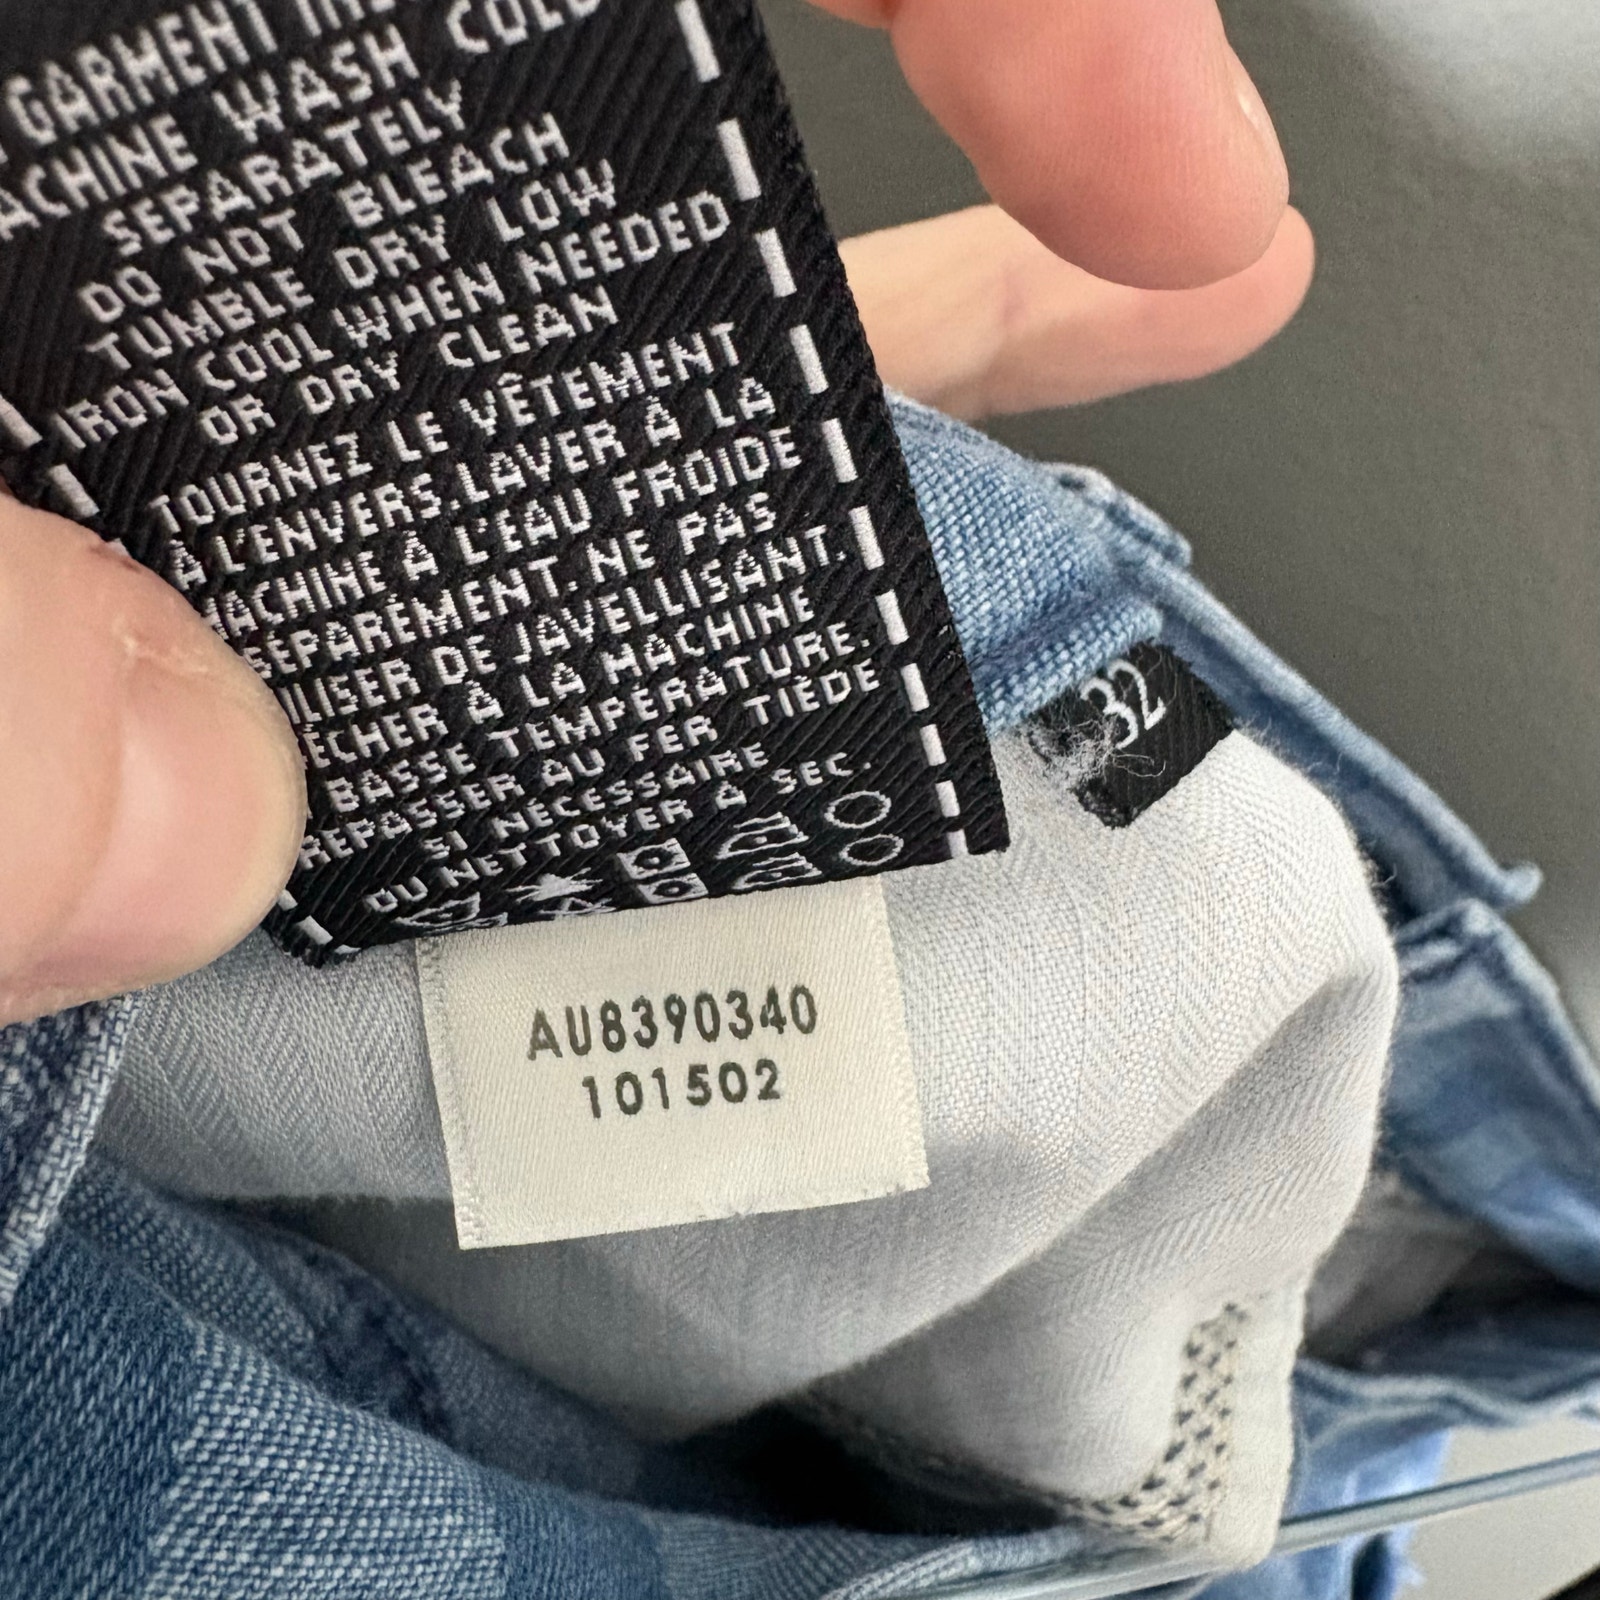 GARMENT
MACHINE WASH COLD
SEPARATELY
DO NOT BLEACH
TUMBLE DRY LOW
IRON COOL WHEN NEEDED
OR DRY CLEAN
TOURNEZ LE VÊTEMENT
À L'ENVERS.LAVER À LA
MACHINE À L'EAU FROIDE
SÉPARÉMENT.NE PAS
UTILISER DE JAVELLISANT.
SÉCHER À LA MACHINE
BASSE TEMPÉRATURE.
REPASSER AU FER TIÈDE
SI NÉCESSAIRE
OU NETTOYER À SEC.
32
AU8390340
101502